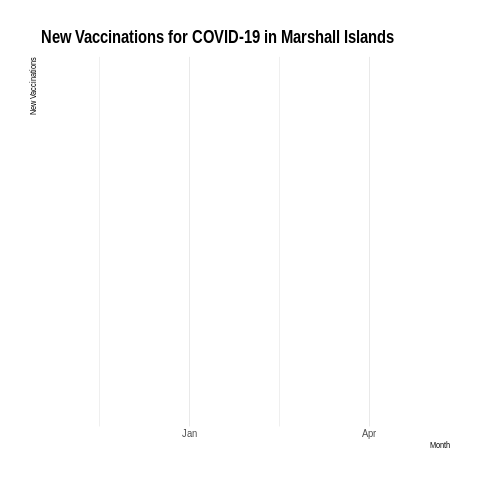 New Vaccinations for COVID-19 in Marshall Islands
New Vaccinations
Jan
Apr
Month